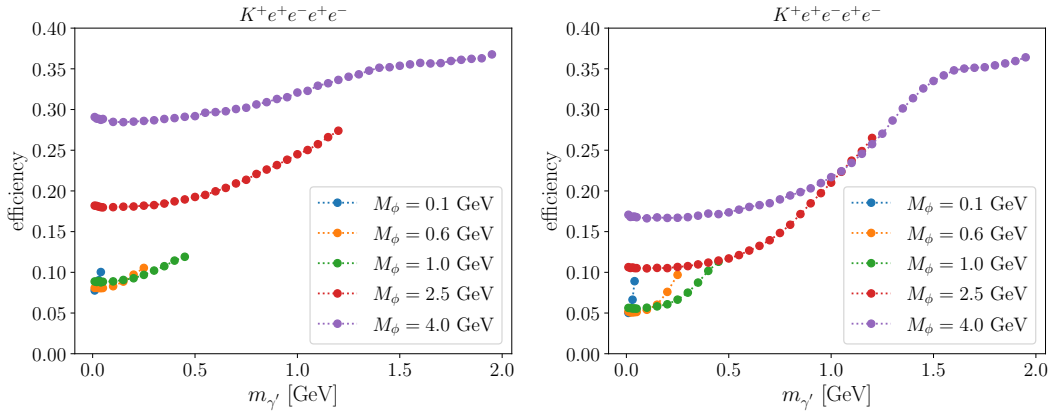 K⁺e⁺e⁻e⁺e⁻
efficiency
0.40
0.35
0.30
0.25
0.20
0.15
0.10
0.05
0.00
M_ϕ = 0.1 GeV
M_ϕ = 0.6 GeV
M_ϕ = 1.0 GeV
M_ϕ = 2.5 GeV
M_ϕ = 4.0 GeV
0.0 0.5 1.0 1.5 2.0
m_γ′ [GeV]
K⁺e⁺e⁻e⁺e⁻
efficiency
0.40
0.35
0.30
0.25
0.20
0.15
0.10
0.05
0.00
M_ϕ = 0.1 GeV
M_ϕ = 0.6 GeV
M_ϕ = 1.0 GeV
M_ϕ = 2.5 GeV
M_ϕ = 4.0 GeV
0.0 0.5 1.0 1.5 2.0
m_γ′ [GeV]